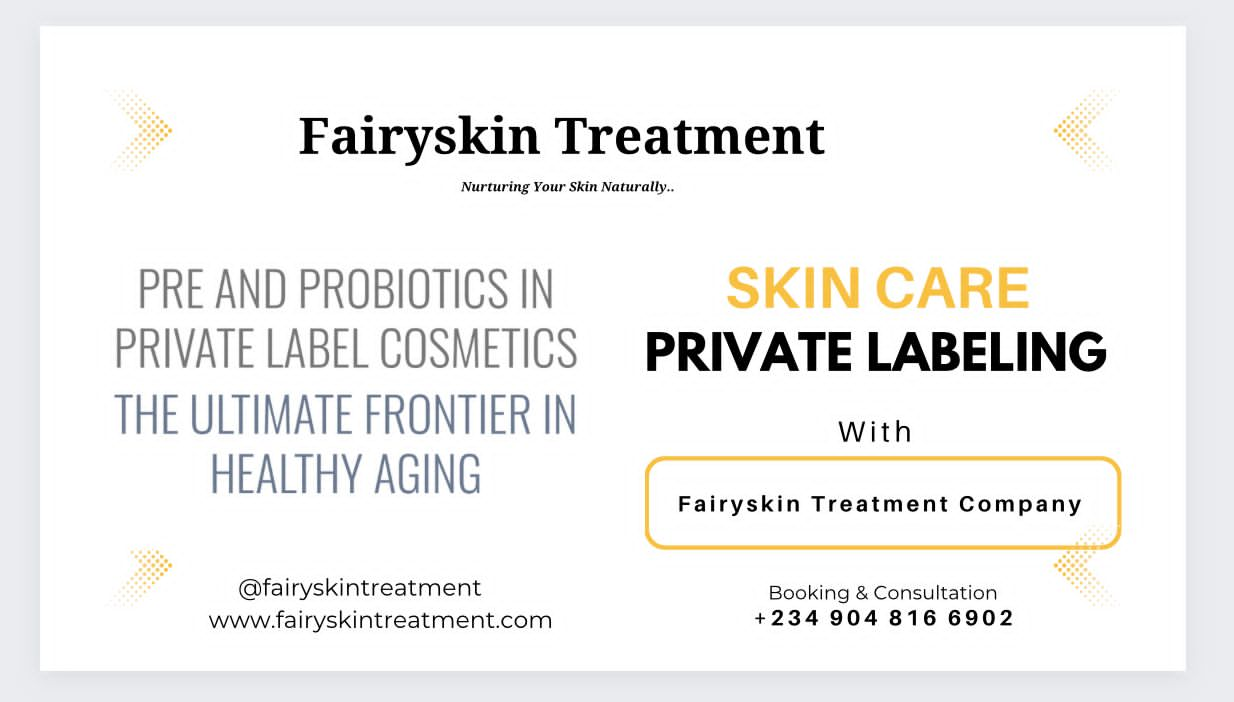 Fairyskin Treatment
Nurturing Your Skin Naturally..
PRE AND PROBIOTICS IN
PRIVATE LABEL COSMETICS
THE ULTIMATE FRONTIER IN
HEALTHY AGING
@fairyskintreatment
www.fairyskintreatment.com
SKIN CARE
PRIVATE LABELING
With
Fairyskin Treatment Company
Booking & Consultation
+234 904 816 6902